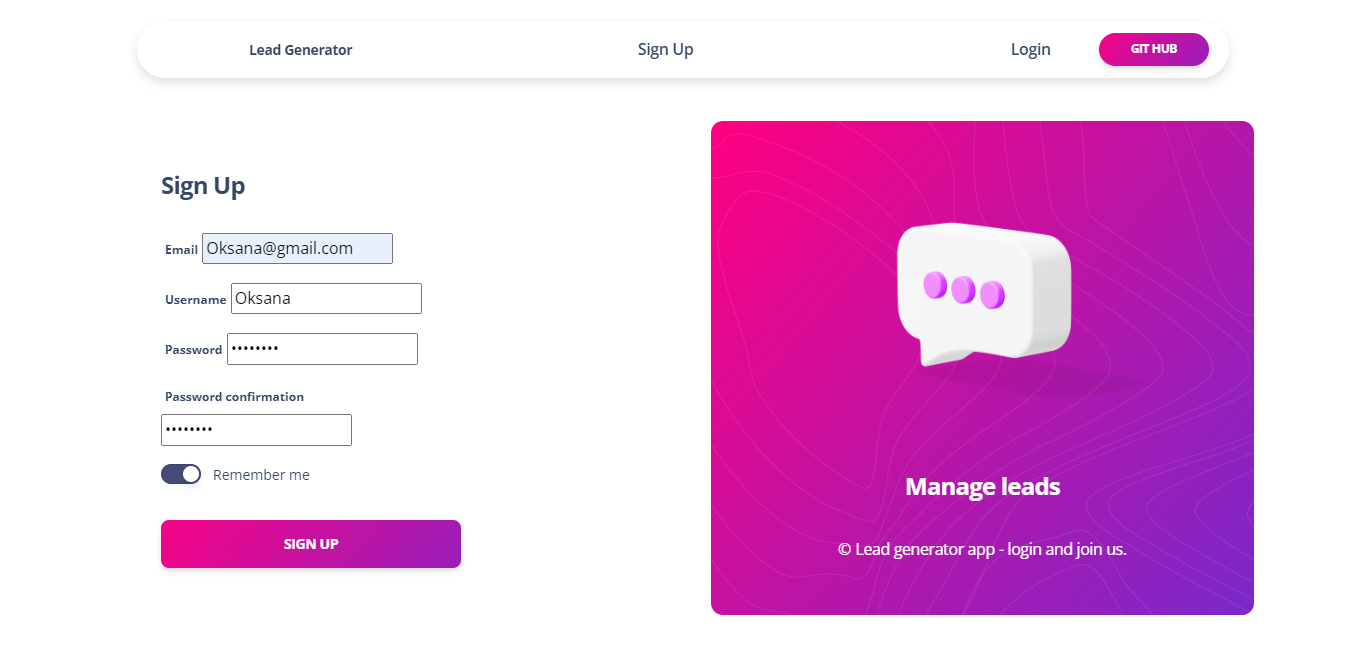 Lead Generator
Sign Up
Login
GIT HUB
Sign Up
Email Oksana@gmail.com
Username Oksana
Password ••••••••
Password confirmation
••••••••
Remember me
SIGN UP
Manage leads
© Lead generator app - login and join us.